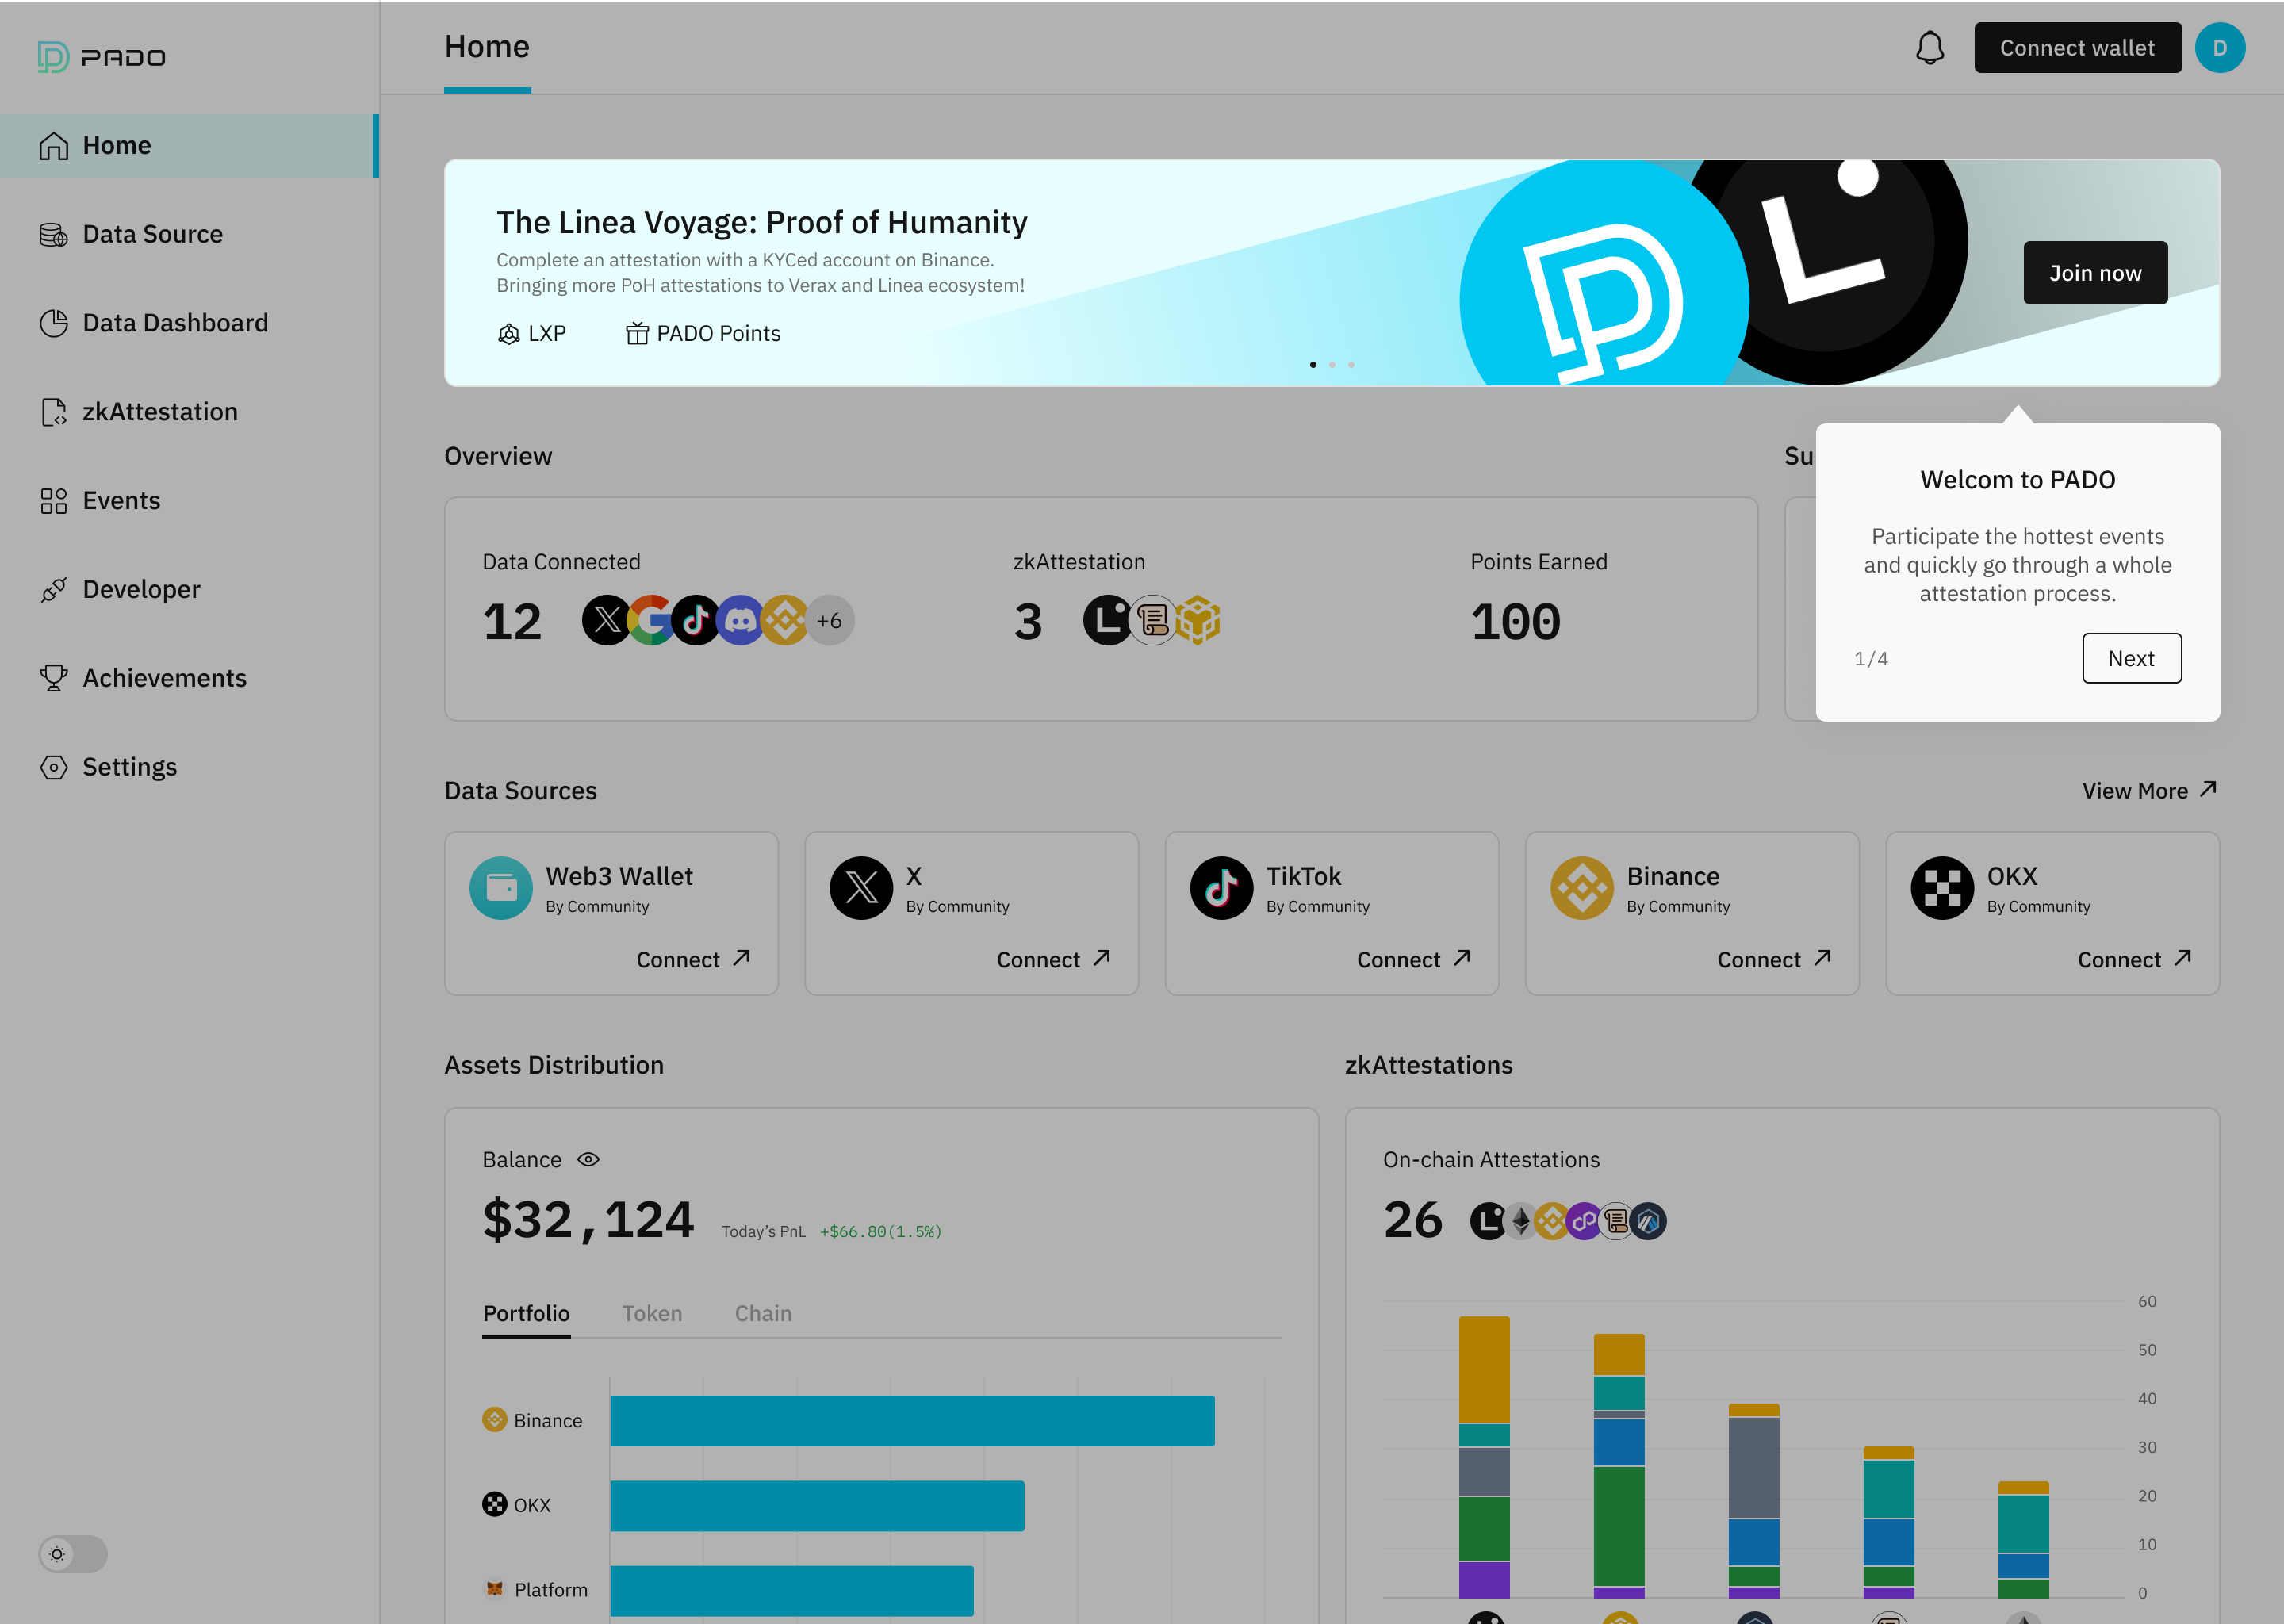 PADO
Home
Data Source
Data Dashboard
zkAttestation
Events
Developer
Achievements
Settings
Home
Connect wallet
D
The Linea Voyage: Proof of Humanity
Complete an attestation with a KYCed account on Binance.
Bringing more PoH attestations to Verax and Linea ecosystem!
LXP
PADO Points
Join now
Overview
Su
Data Connected
12
+6
zkAttestation
3
Points Earned
100
Welcom to PADO
Participate the hottest events
and quickly go through a whole
attestation process.
1/4
Next
Data Sources
View More
Web3 Wallet
By Community
Connect
X
By Community
Connect
TikTok
By Community
Connect
Binance
By Community
Connect
OKX
By Community
Connect
Assets Distribution
Balance
$32,124
Today’s PnL +$66.80(1.5%)
Portfolio
Token
Chain
Binance
OKX
Platform
zkAttestations
On-chain Attestations
26
60
50
40
30
20
10
0